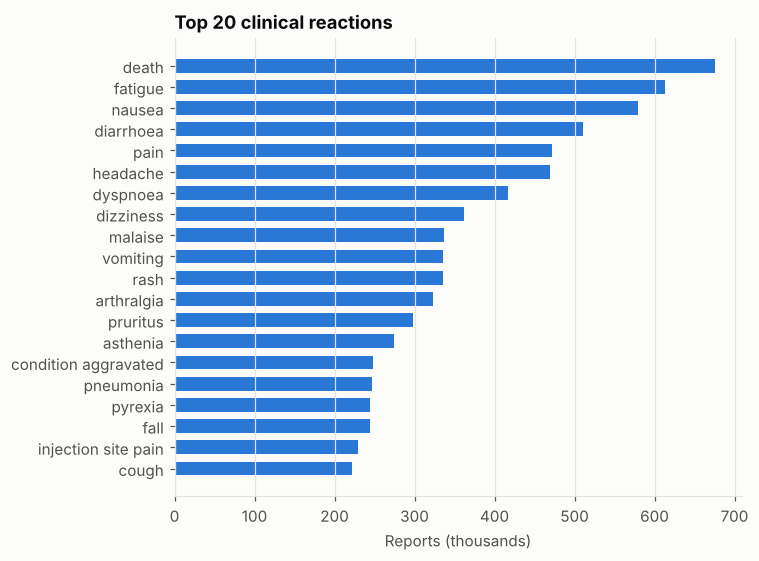 Top 20 clinical reactions
death
fatigue
nausea
diarrhoea
pain
headache
dyspnoea
dizziness
malaise
vomiting
rash
arthralgia
pruritus
asthenia
condition aggravated
pneumonia
pyrexia
fall
injection site pain
cough
0 100 200 300 400 500 600 700
Reports (thousands)